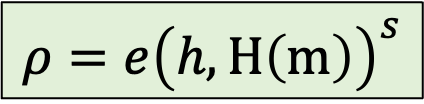 ρ = e(h, H(m))^s